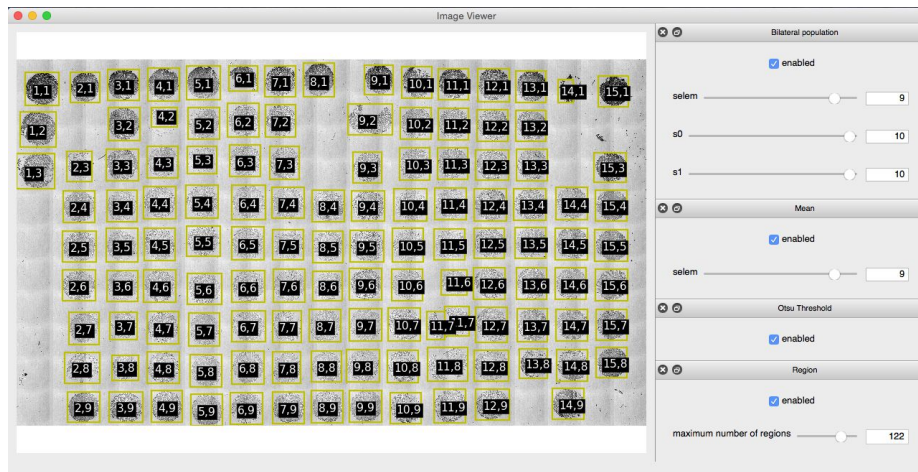 Image Viewer
1,1 2,1 3,1 4,1 5,1 6,1 7,1 8,1 9,1 10,1 11,1 12,1 13,1 14,1 15,1
1,2 3,2 4,2 5,2 6,2 7,2 9,2 10,2 11,2 12,2 13,2
1,3 2,3 3,3 4,3 5,3 6,3 7,3 9,3 10,3 11,3 12,3 13,3 15,3
2,4 3,4 4,4 5,4 6,4 7,4 8,4 9,4 10,4 11,4 12,4 13,4 14,4 15,4
2,5 3,5 4,5 5,5 6,5 7,5 8,5 9,5 10,5 11,5 12,5 13,5 14,5 15,5
2,6 3,6 4,6 5,6 6,6 7,6 8,6 9,6 10,6 11,6 12,6 13,6 14,6 15,6
2,7 3,7 4,7 5,7 6,7 7,7 8,7 9,7 10,7 11,7 11,7 12,7 13,7 14,7 15,7
2,8 3,8 4,8 5,8 6,8 7,8 8,8 9,8 10,8 11,8 12,8 13,8 14,8 15,8
2,9 3,9 4,9 5,9 6,9 7,9 8,9 9,9 10,9 11,9 12,9 14,9
Bilateral population
enabled
selem 9
s0 10
s1 10
Mean
enabled
selem 9
Otsu Threshold
enabled
Region
enabled
maximum number of regions 122